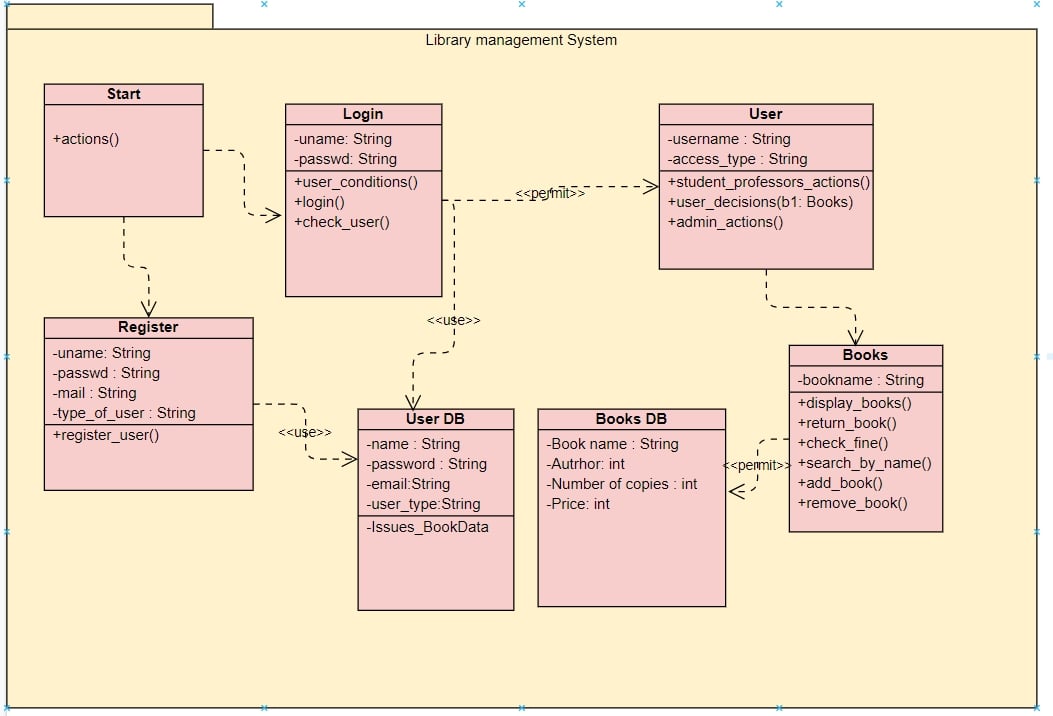 Library management System
Start
+actions()
Login
-uname: String
-passwd: String
+user_conditions()
+login()
+check_user()
User
-username : String
-access_type : String
+student_professors_actions()
+user_decisions(b1: Books)
+admin_actions()
<<permit>>
<<use>>
Register
-uname: String
-passwd : String
-mail : String
-type_of_user : String
+register_user()
<<use>>
User DB
-name : String
-password : String
-email:String
-user_type:String
-Issues_BookData
Books DB
-Book name : String
-Autrhor: int
-Number of copies : int
-Price: int
<<permit>>
Books
-bookname : String
+display_books()
+return_book()
+check_fine()
+search_by_name()
+add_book()
+remove_book()